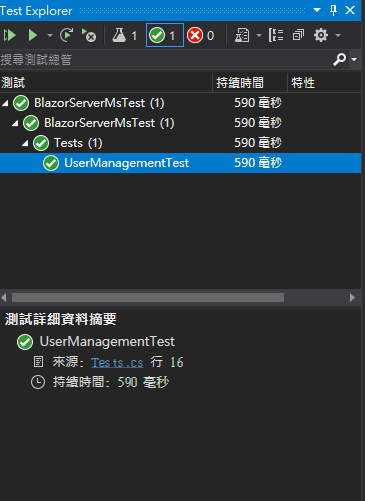 Test Explorer
1 1 0
搜尋測試總管
測試 持續時間 特性
BlazorServerMsTest (1) 590 毫秒
BlazorServerMsTest (1) 590 毫秒
Tests (1) 590 毫秒
UserManagementTest 590 毫秒
測試詳細資料摘要
UserManagementTest
來源: Tests.cs 行 16
持續時間: 590 毫秒